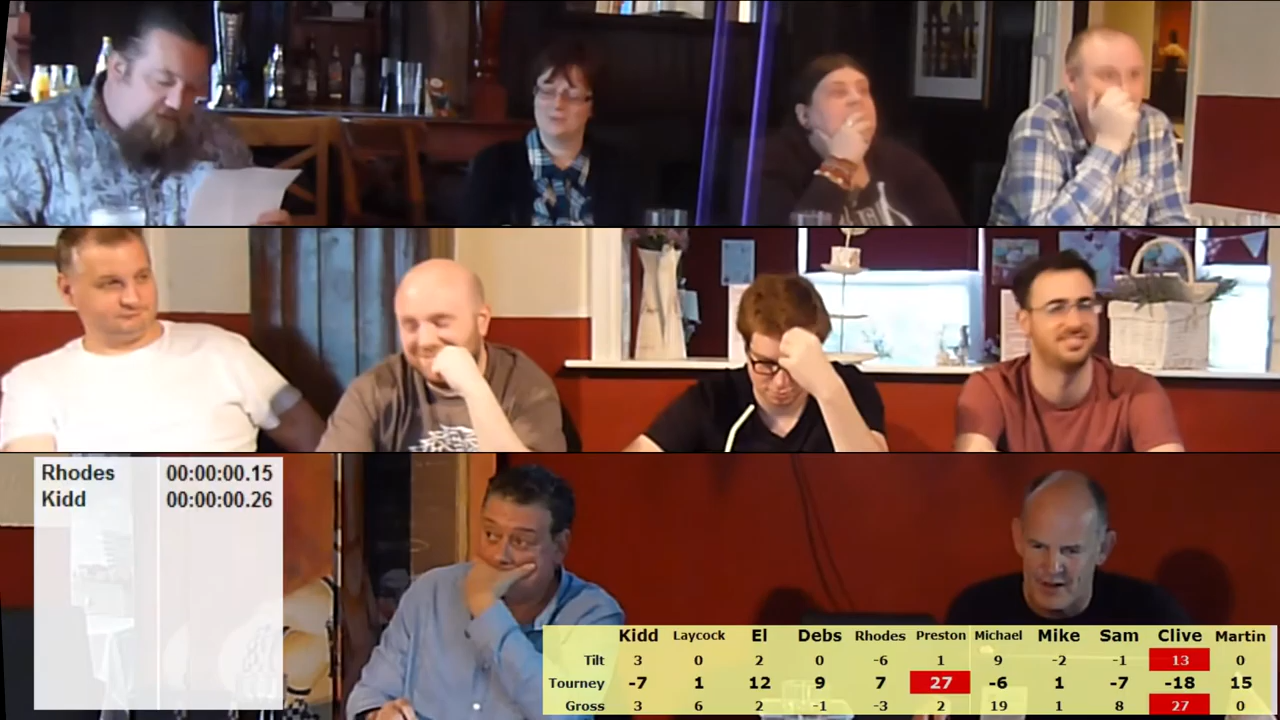 Rhodes 00:00:00.15
Kidd 00:00:00.26
Kidd Laycock El Debs Rhodes Preston Michael Mike Sam Clive Martin
Tilt 3 0 2 0 -6 1 9 -2 -1 13 0
Tourney -7 1 12 9 7 27 -6 1 -7 -18 15
Gross 3 6 2 -1 -3 2 19 1 8 27 0